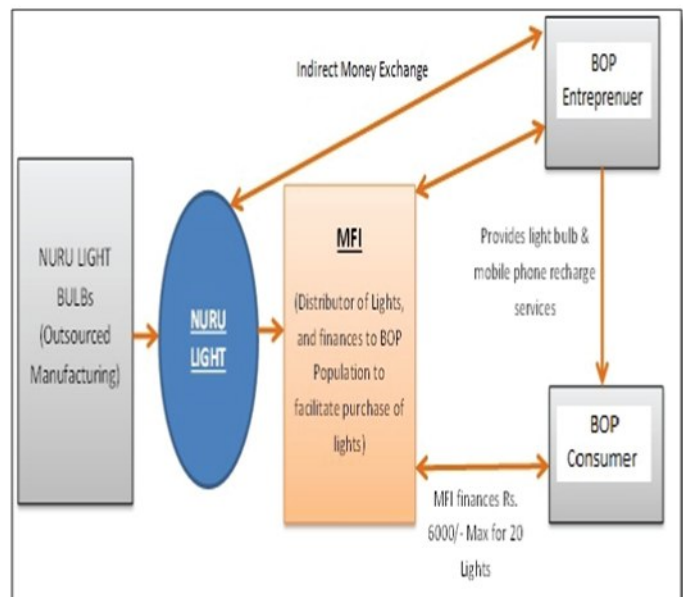 Indirect Money Exchange
BOP
Entreprenuer
NURU LIGHT
BULBs
(Outsourced
Manufacturing)
NURU
LIGHT
MFI
(Distributor of Lights,
and finances to BOP
Population to
facilitate purchase of
lights)
Provides light bulb &
mobile phone recharge
services
BOP
Consumer
MFI finances Rs.
6000/- Max for 20
Lights